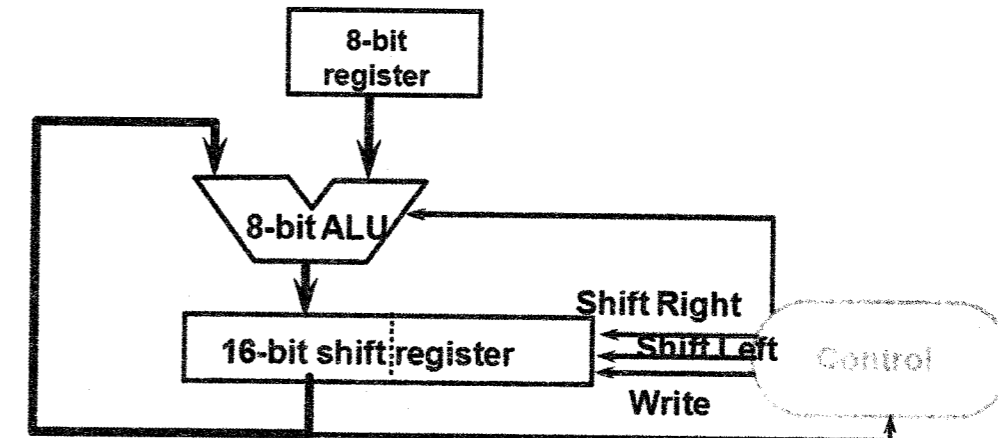 8-bit
register
8-bit ALU
Shift Right
16-bit shift register
Shift Left
Control
Write